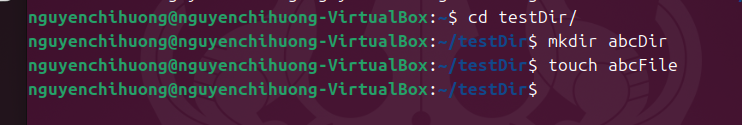 nguyenchihuong@nguyenchihuong-VirtualBox:~$ cd testDir/
nguyenchihuong@nguyenchihuong-VirtualBox:~/testDir$ mkdir abcDir
nguyenchihuong@nguyenchihuong-VirtualBox:~/testDir$ touch abcFile
nguyenchihuong@nguyenchihuong-VirtualBox:~/testDir$